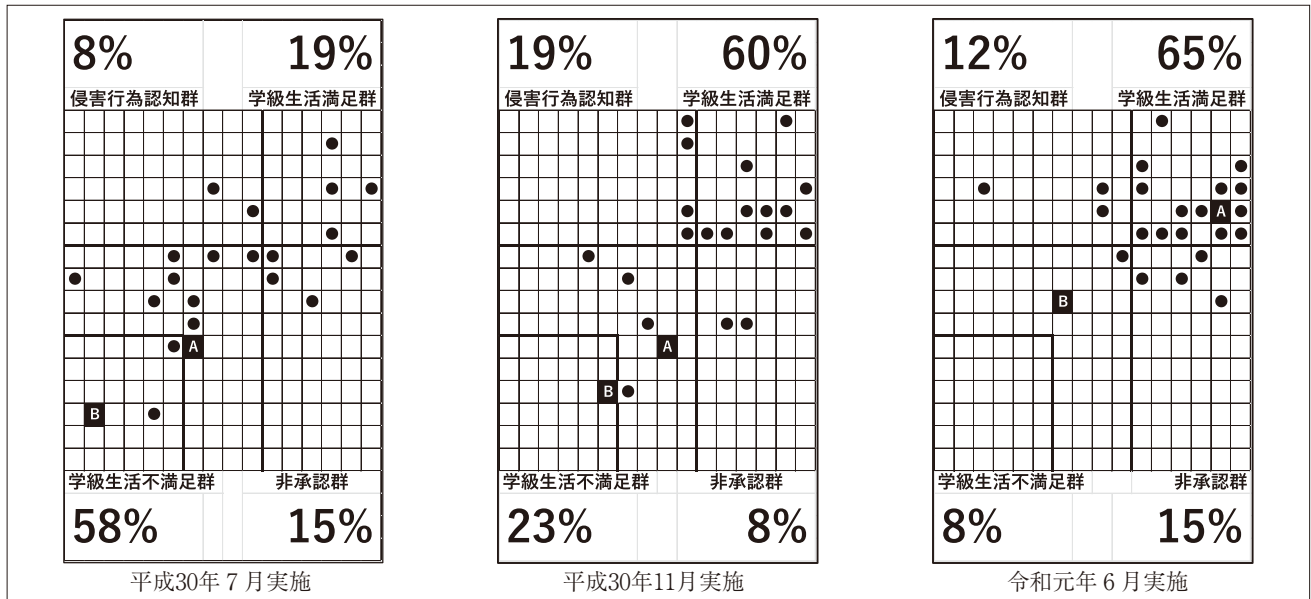 8% 19%
侵害行為認知群 学級生活満足群
A
B
学級生活不満足群 非承認群
58% 15%
平成30年７月実施
19% 60%
侵害行為認知群 学級生活満足群
A
B
学級生活不満足群 非承認群
23% 8%
平成30年11月実施
12% 65%
侵害行為認知群 学級生活満足群
A
B
学級生活不満足群 非承認群
8% 15%
令和元年６月実施